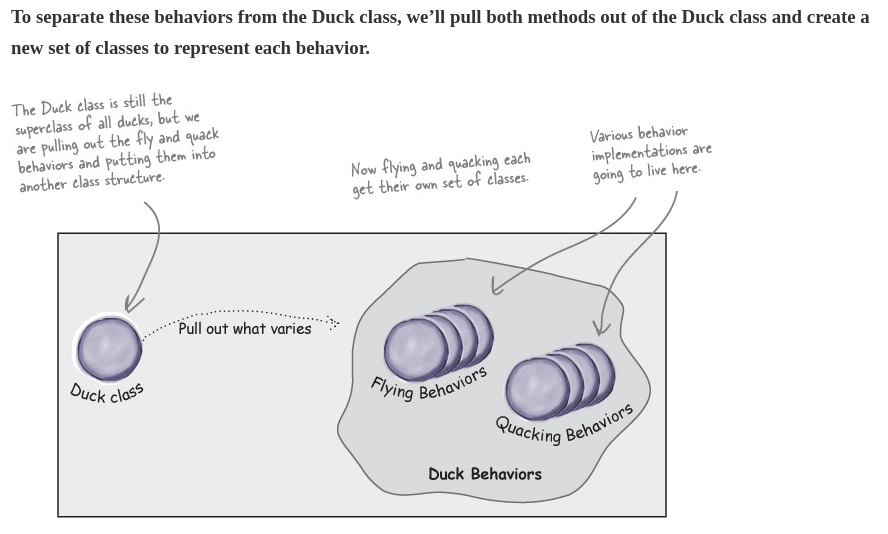 To separate these behaviors from the Duck class, we’ll pull both methods out of the Duck class and create a
new set of classes to represent each behavior.
The Duck class is still the
superclass of all ducks, but we
are pulling out the fly and quack
behaviors and putting them into
another class structure.
Now flying and quacking each
get their own set of classes.
Various behavior
implementations are
going to live here.
Pull out what varies
Duck class
Flying Behaviors
Quacking Behaviors
Duck Behaviors